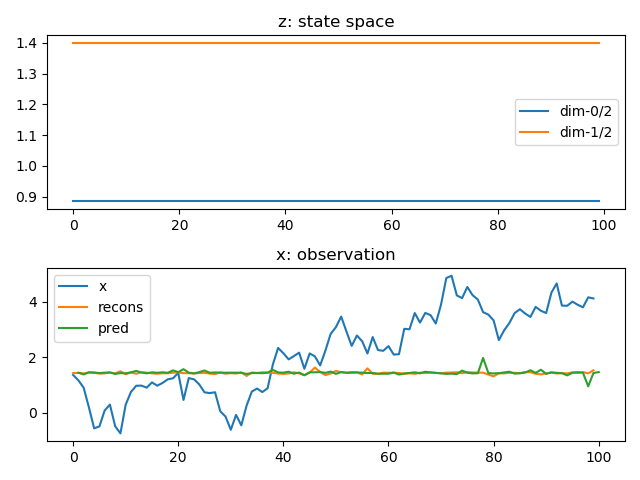 z: state space
1.4
1.3
1.2
1.1
1.0
0.9
dim-0/2
dim-1/2
0 20 40 60 80 100
x: observation
4
2
0
x
recons
pred
0 20 40 60 80 100